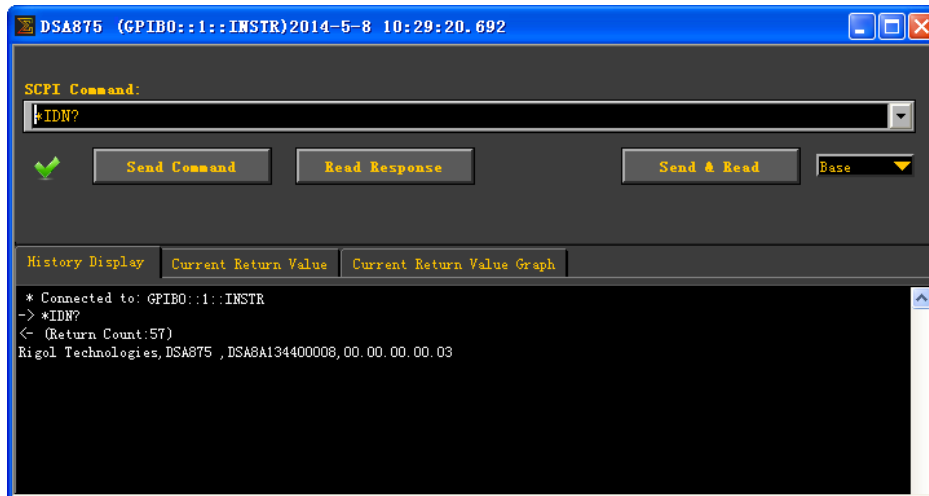 DSA875 (GPIB0::1::INSTR)2014-5-8 10:29:20.692
SCPI Command:
*IDN?
Send Command Read Response Send & Read Base
History Display Current Return Value Current Return Value Graph
* Connected to: GPIB0::1::INSTR
-> *IDN?
<- (Return Count:57)
Rigol Technologies,DSA875 ,DSA8A134400008,00.00.00.00.03